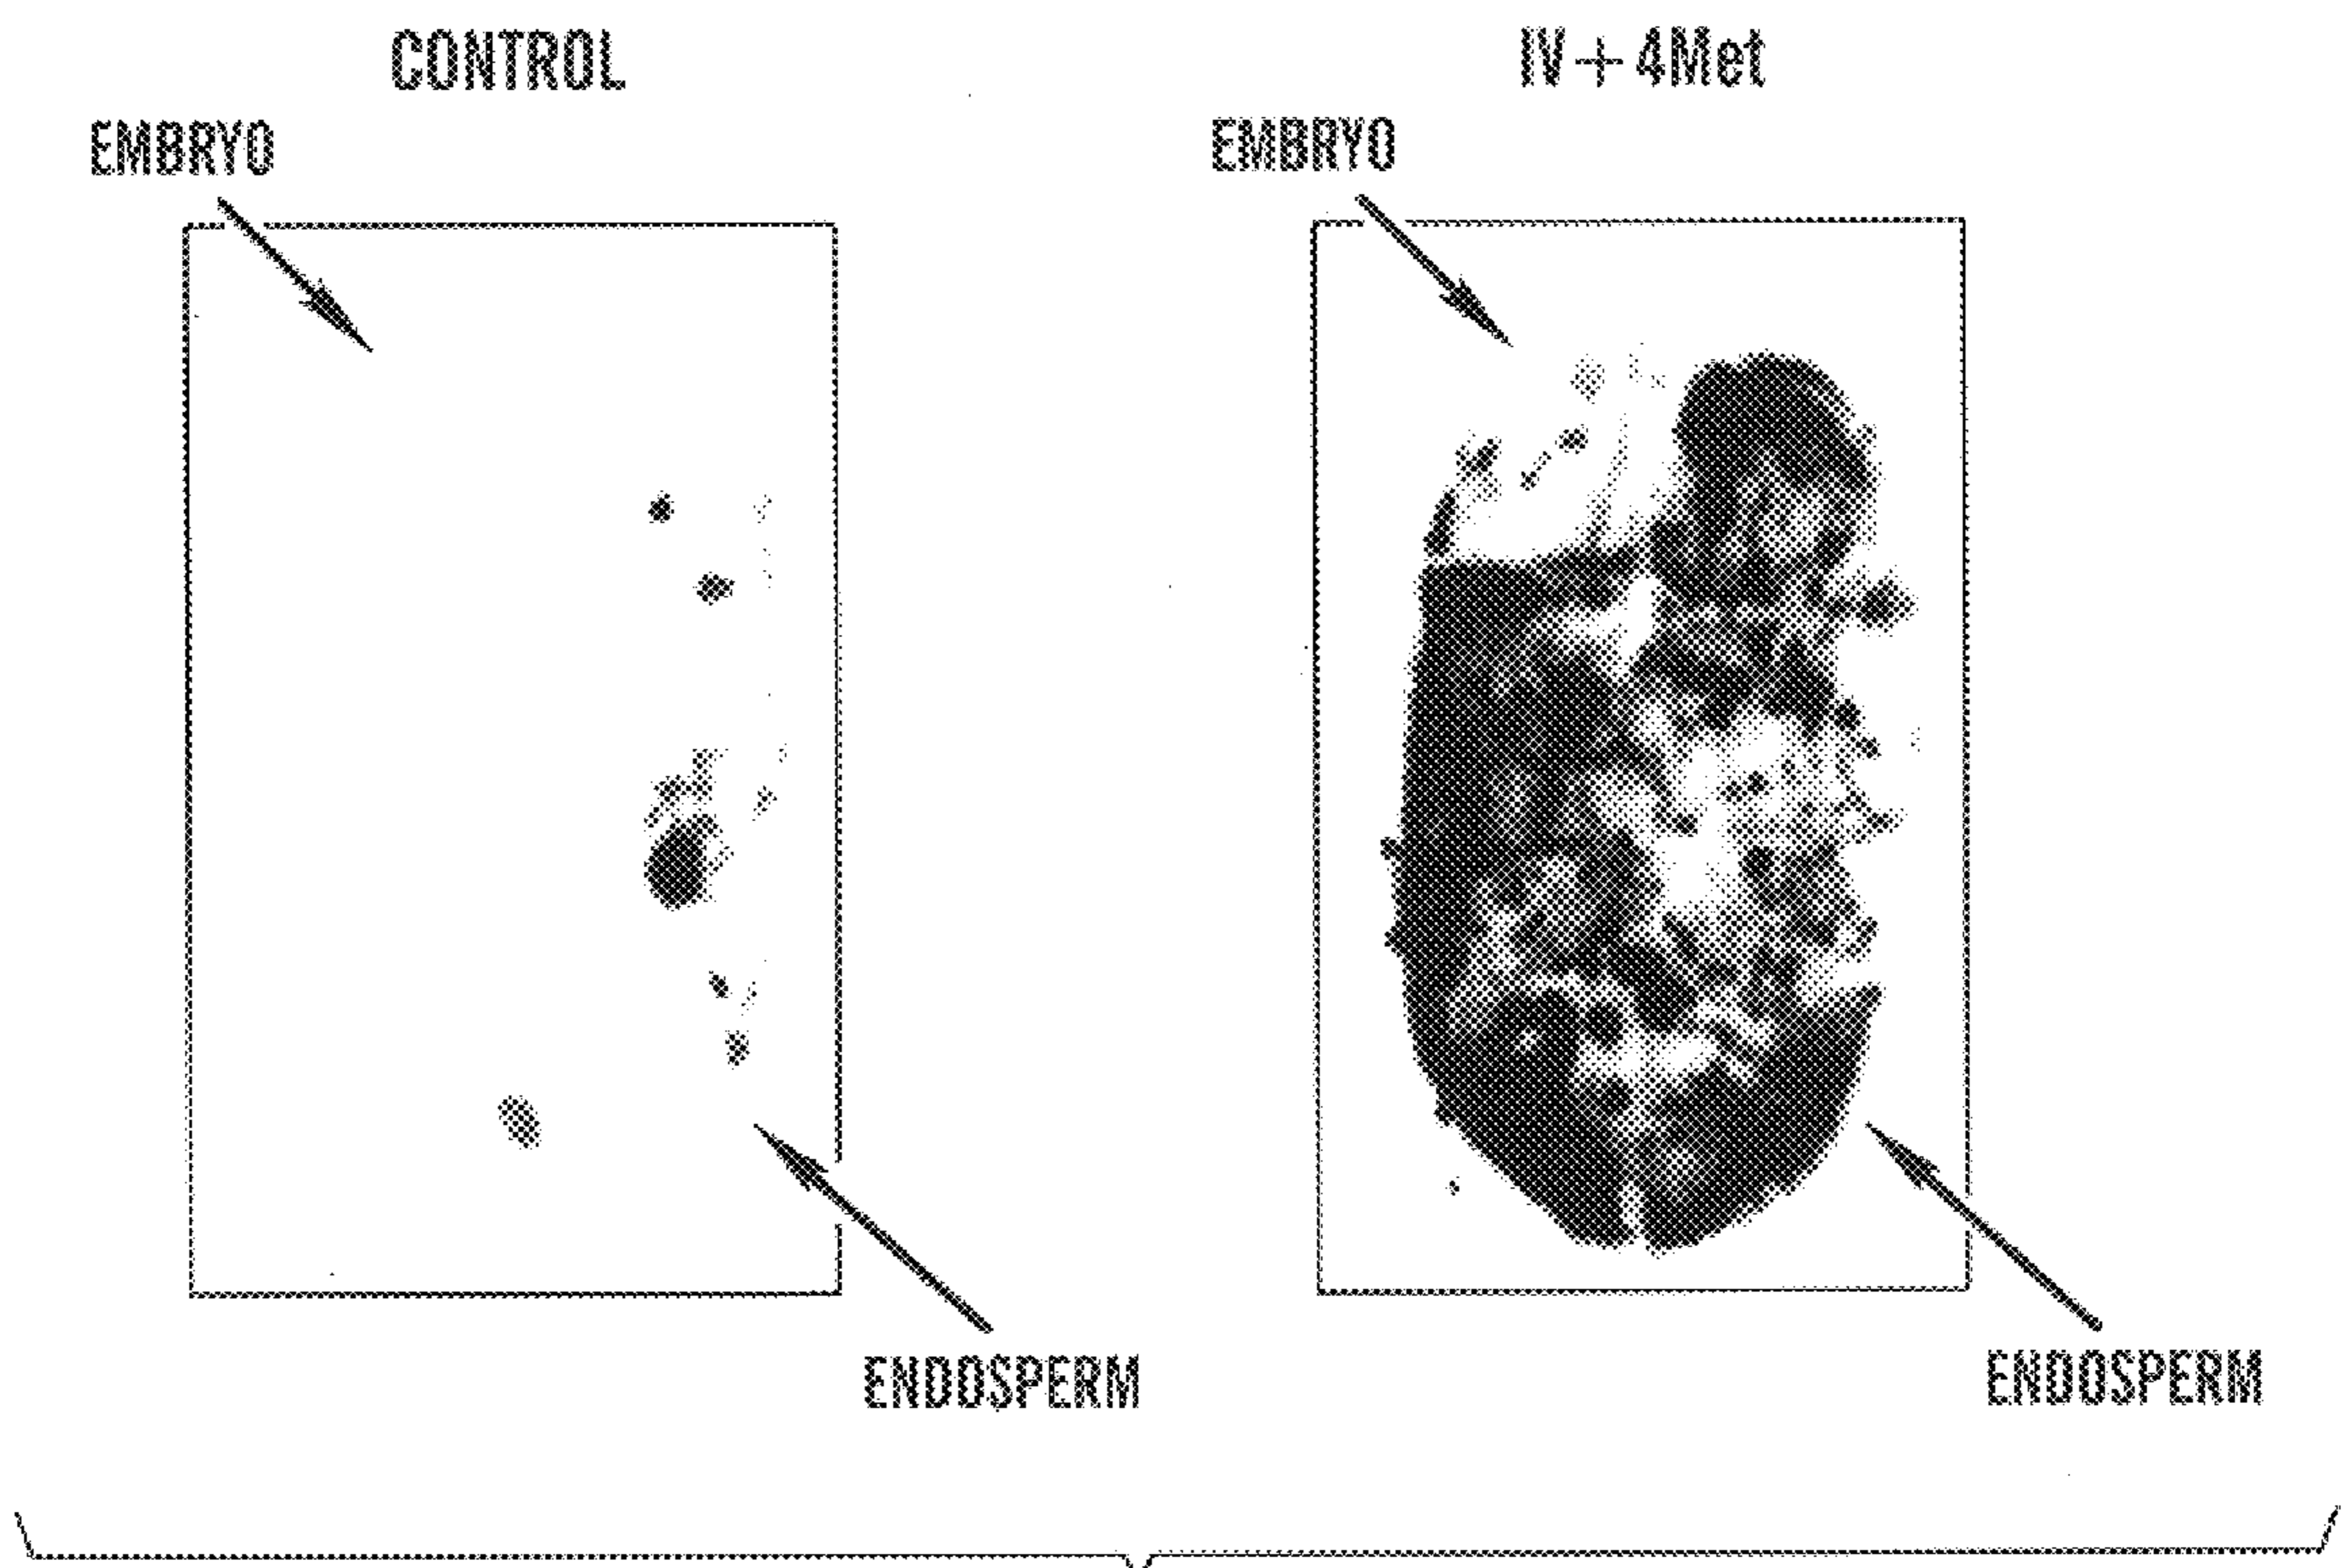 CONTROL
IV+4Met
EMBRYO
EMBRYO
ENDOSPERM
ENDOSPERM